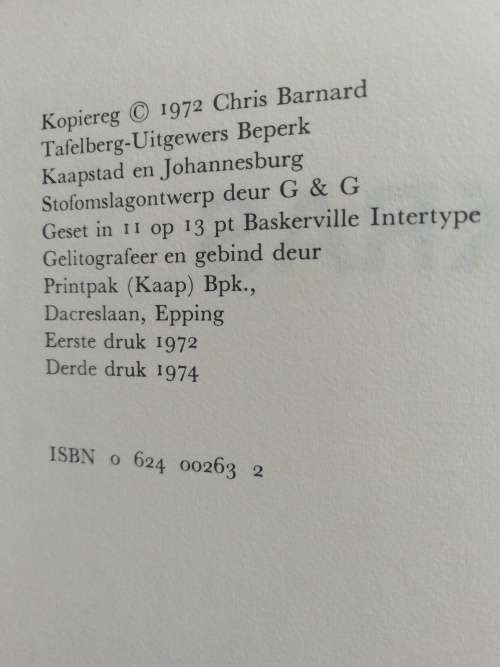 Kopiereg © 1972 Chris Barnard
Tafelberg-Uitgewers Beperk
Kaapstad en Johannesburg
Stofomslagontwerp deur G & G
Geset in 11 op 13 pt Baskerville Intertype
Gelitografeer en gebind deur
Printpak (Kaap) Bpk.,
Dacreslaan, Epping
Eerste druk 1972
Derde druk 1974
ISBN 0 624 00263 2